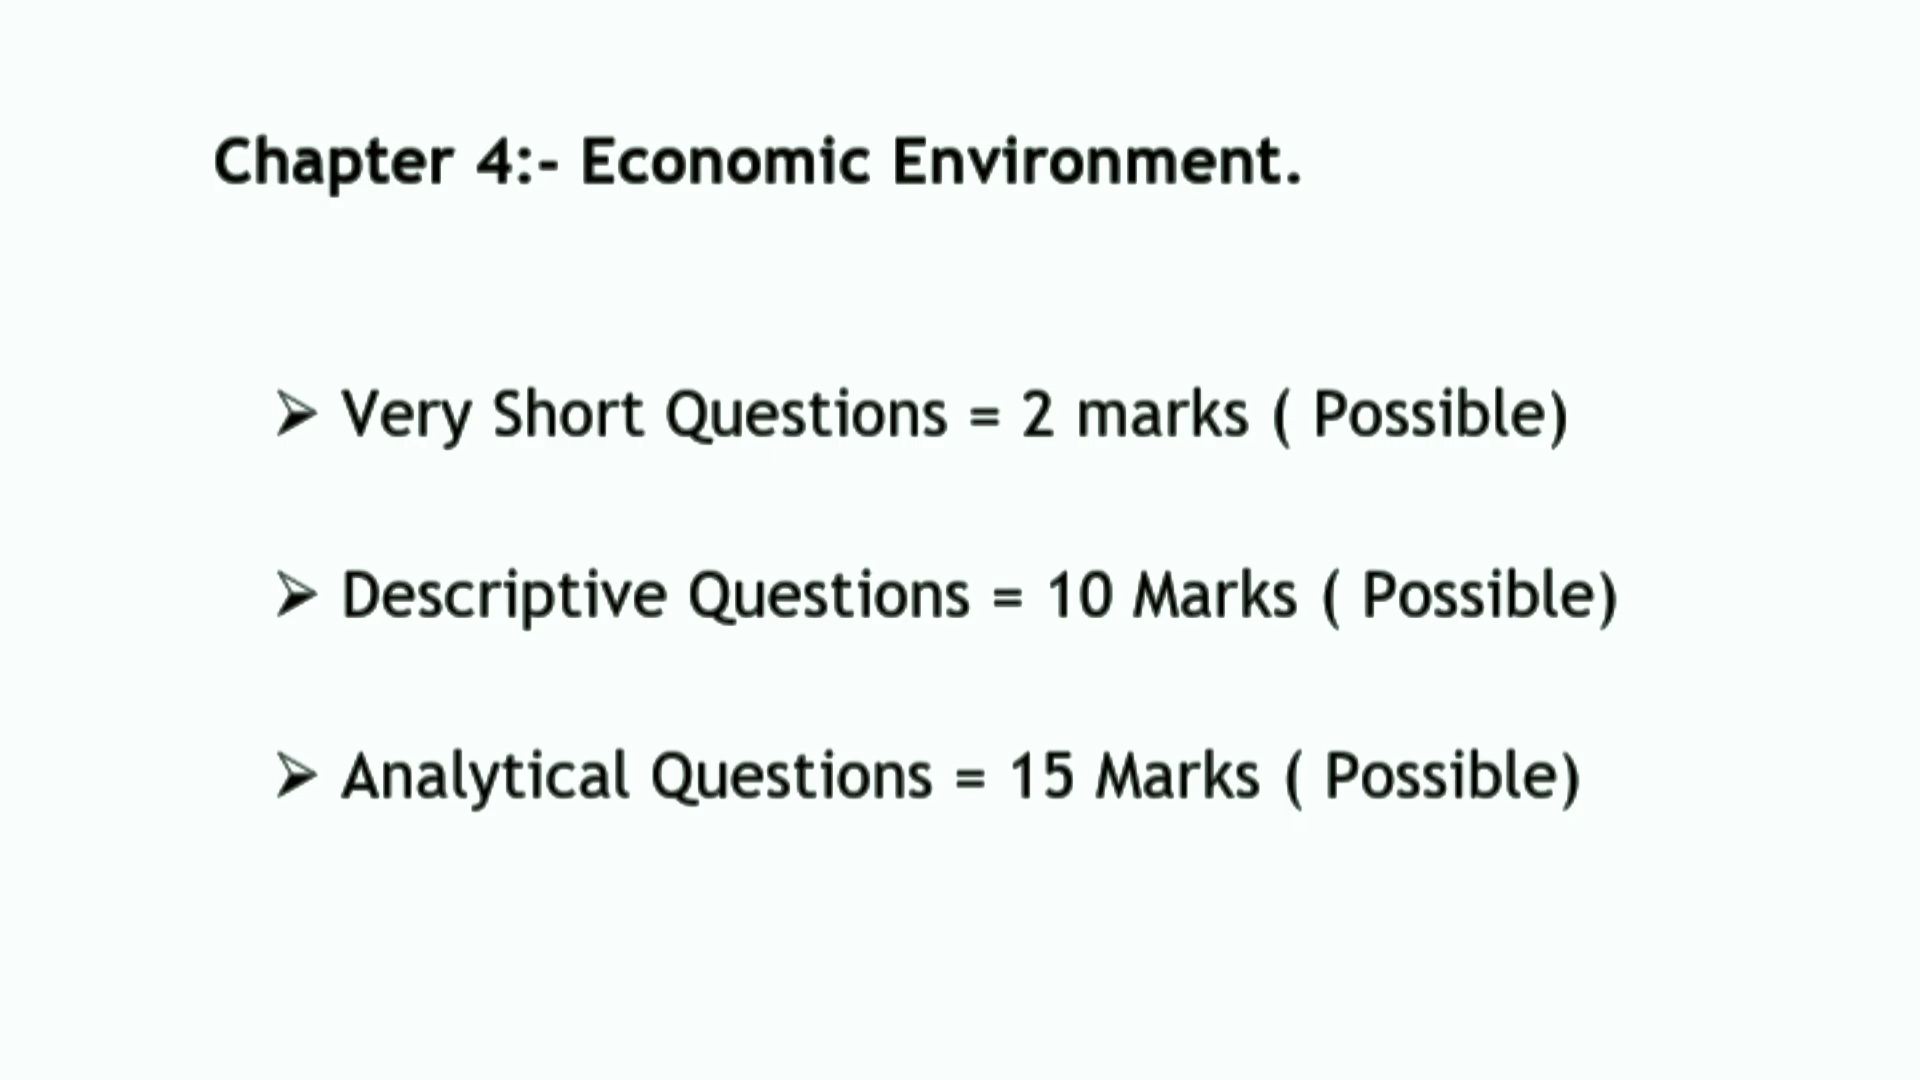 Chapter 4:- Economic Environment.
➢ Very Short Questions = 2 marks ( Possible)
➢ Descriptive Questions = 10 Marks ( Possible)
➢ Analytical Questions = 15 Marks ( Possible)